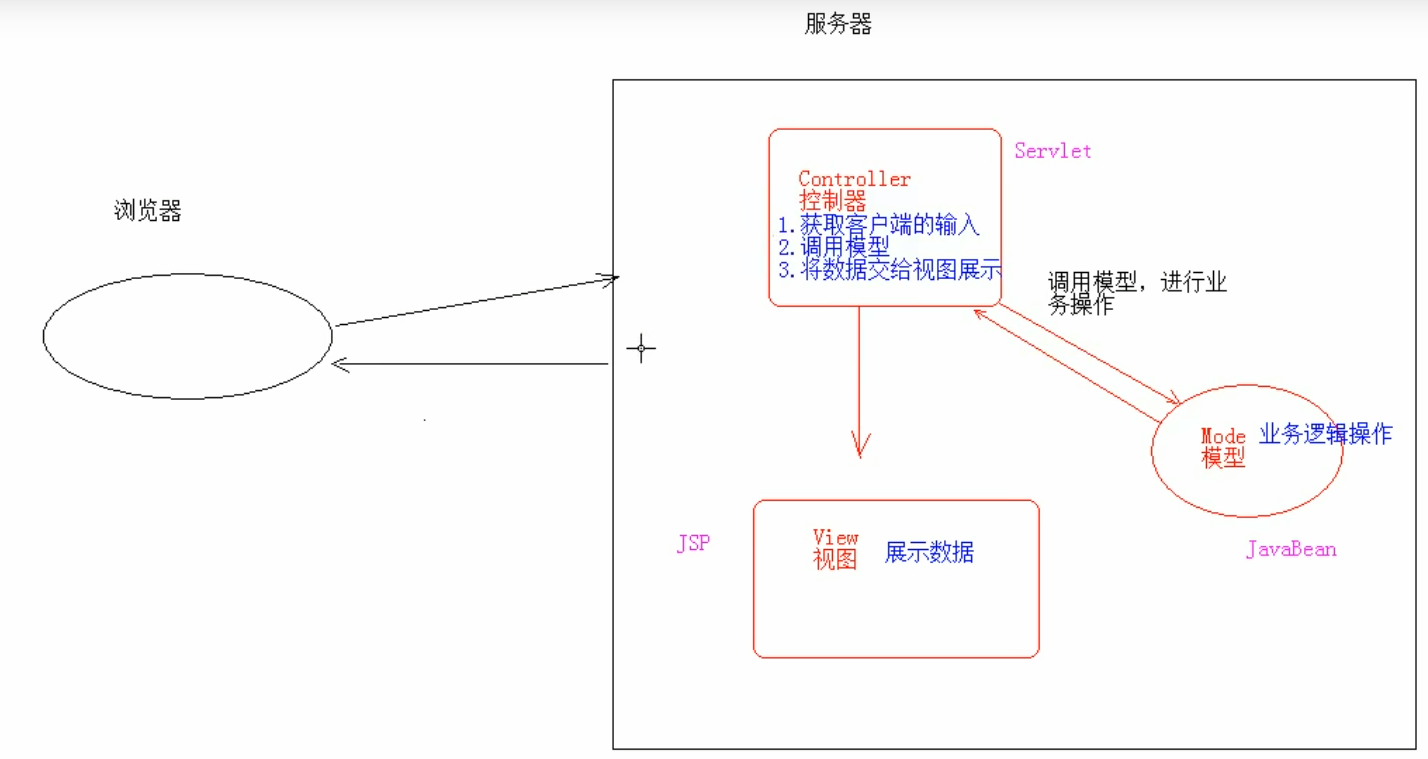 服务器
浏览器
Controller
控制器
1.获取客户端的输入
2.调用模型
3.将数据交给视图展示
Servlet
调用模型，进行业
务操作
Mode
模型
业务逻辑操作
JavaBean
JSP
View
视图
展示数据